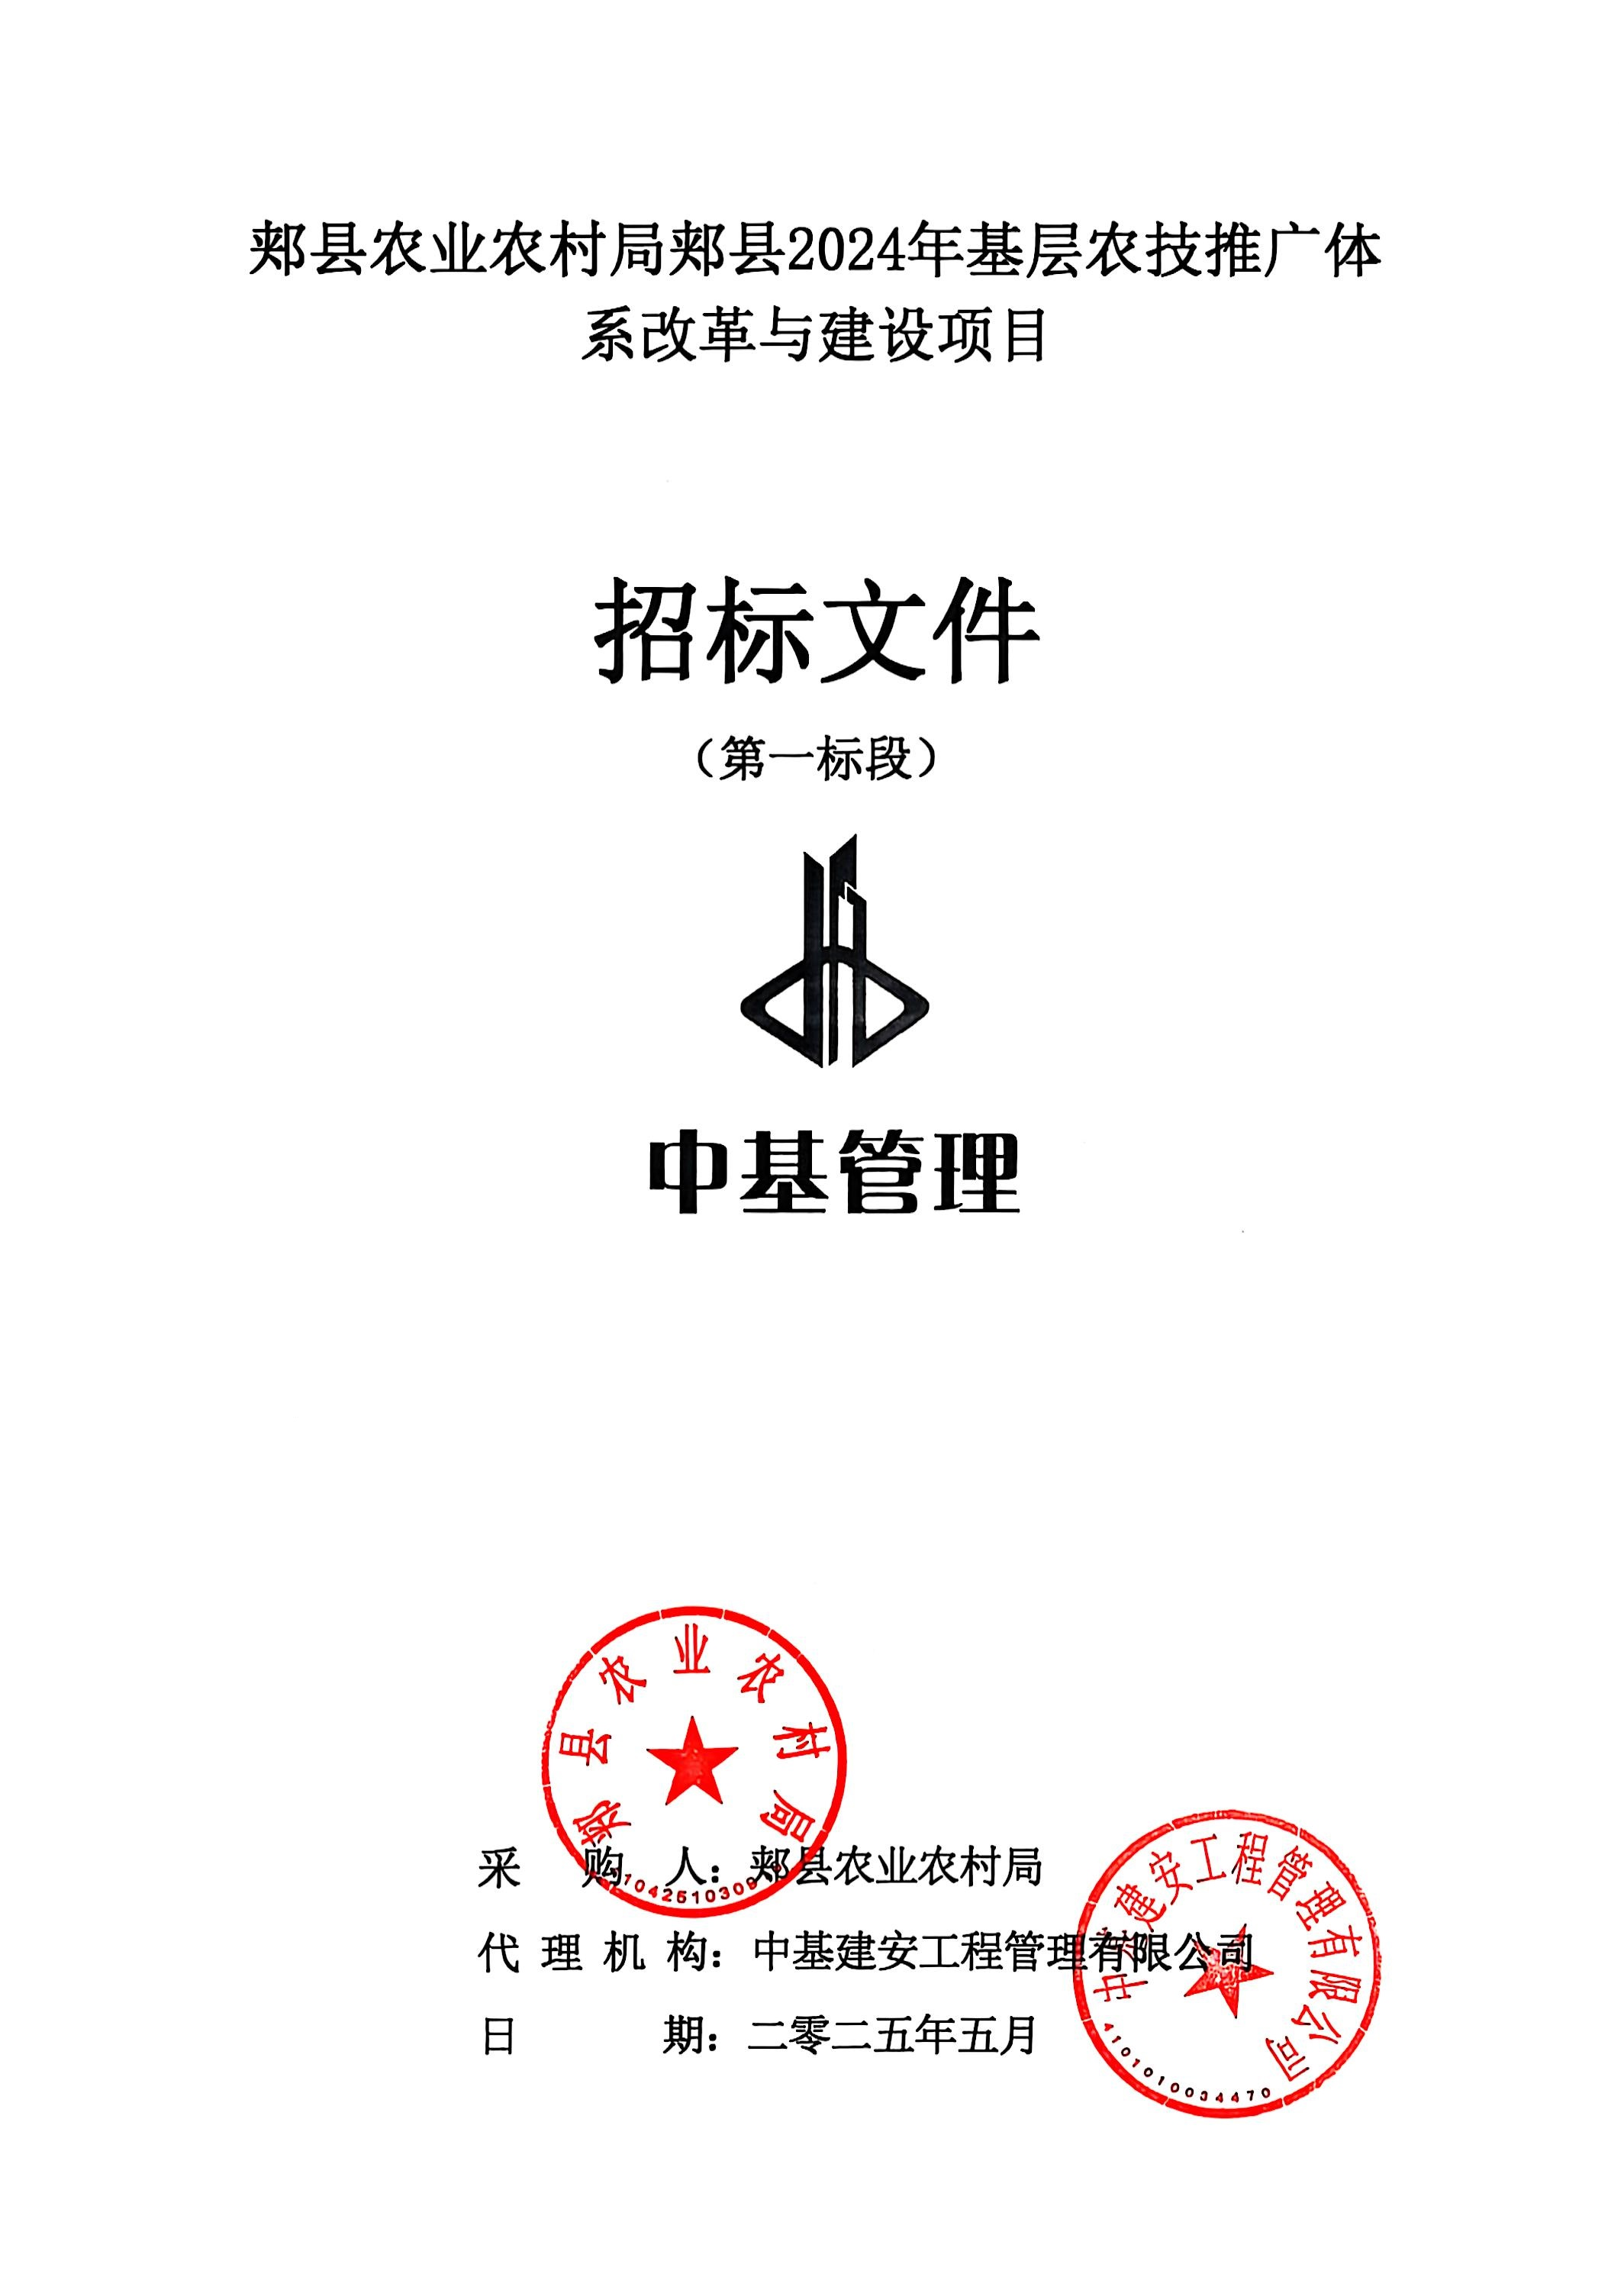 郏县农业农村局郏县2024年基层农技推广体
系改革与建设项目
招标文件
（第一标段）
中基管理
郏县农业农村局
采购人：郏县农业农村局
代理机构：中基建安工程管理有限公司
日期：二零二五年五月
中基建安工程管理有限公司
4101010034470